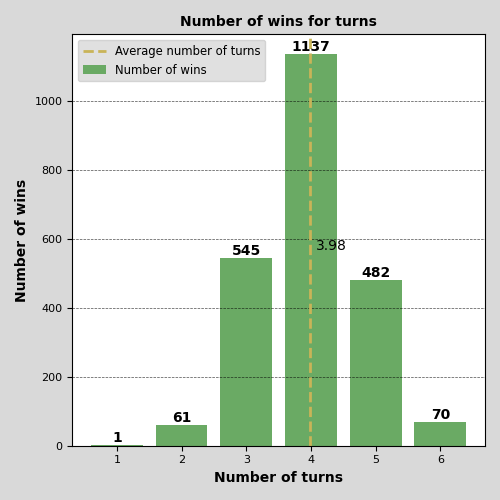 Number of wins for turns
Average number of turns
Number of wins
1137
1000
800
600
400
200
0
545
3.98
482
61
70
1
1 2 3 4 5 6
Number of turns
Number of wins